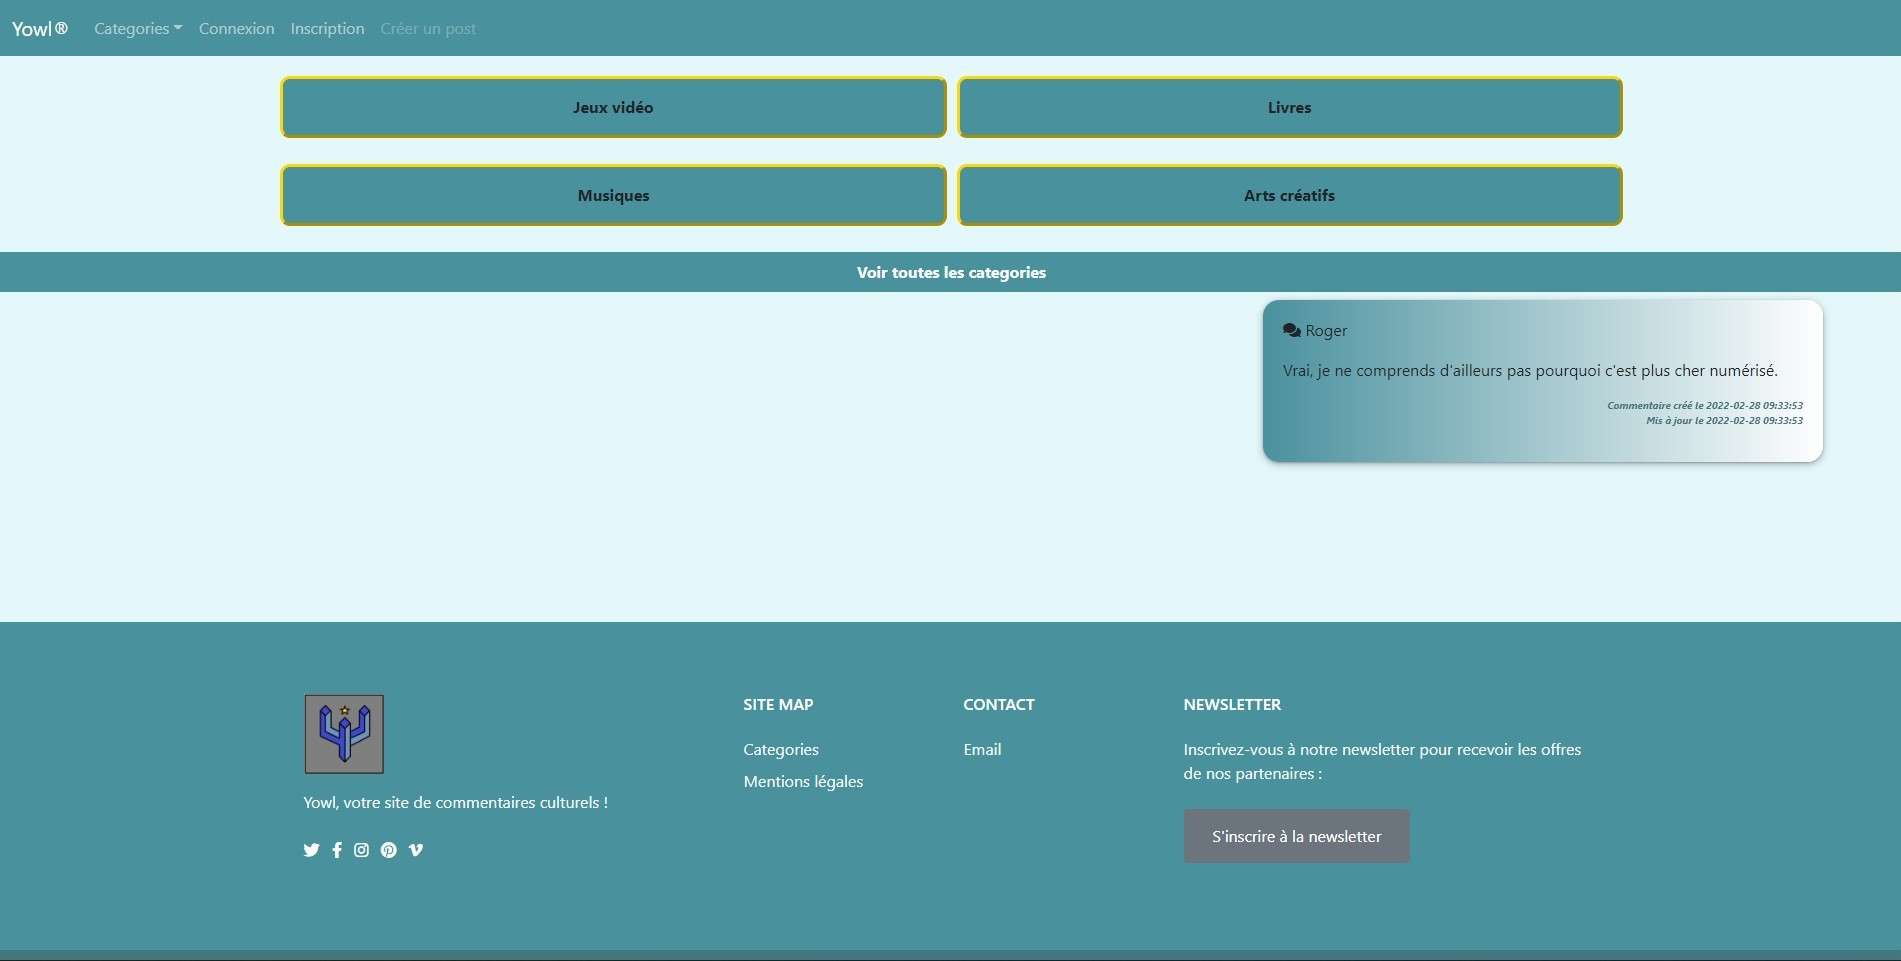 Yowl ® Categories Connexion Inscription Créer un post
Jeux vidéo
Livres
Musiques
Arts créatifs
Voir toutes les categories
Roger
Vrai, je ne comprends d'ailleurs pas pourquoi c'est plus cher numérisé.
Commentaire créé le 2022-02-28 09:33:53
Mis à jour le 2022-02-28 09:33:53
Yowl, votre site de commentaires culturels !
SITE MAP
Categories
Mentions légales
CONTACT
Email
NEWSLETTER
Inscrivez-vous à notre newsletter pour recevoir les offres
de nos partenaires :
S'inscrire à la newsletter